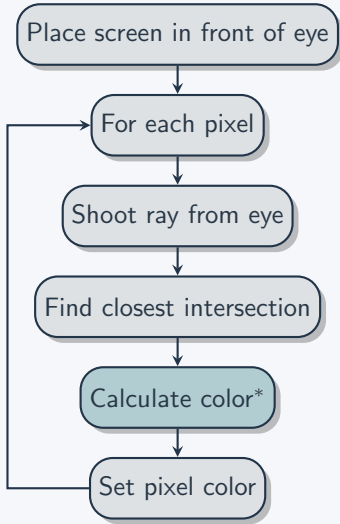 Place screen in front of eye
For each pixel
Shoot ray from eye
Find closest intersection
Calculate color*
Set pixel color